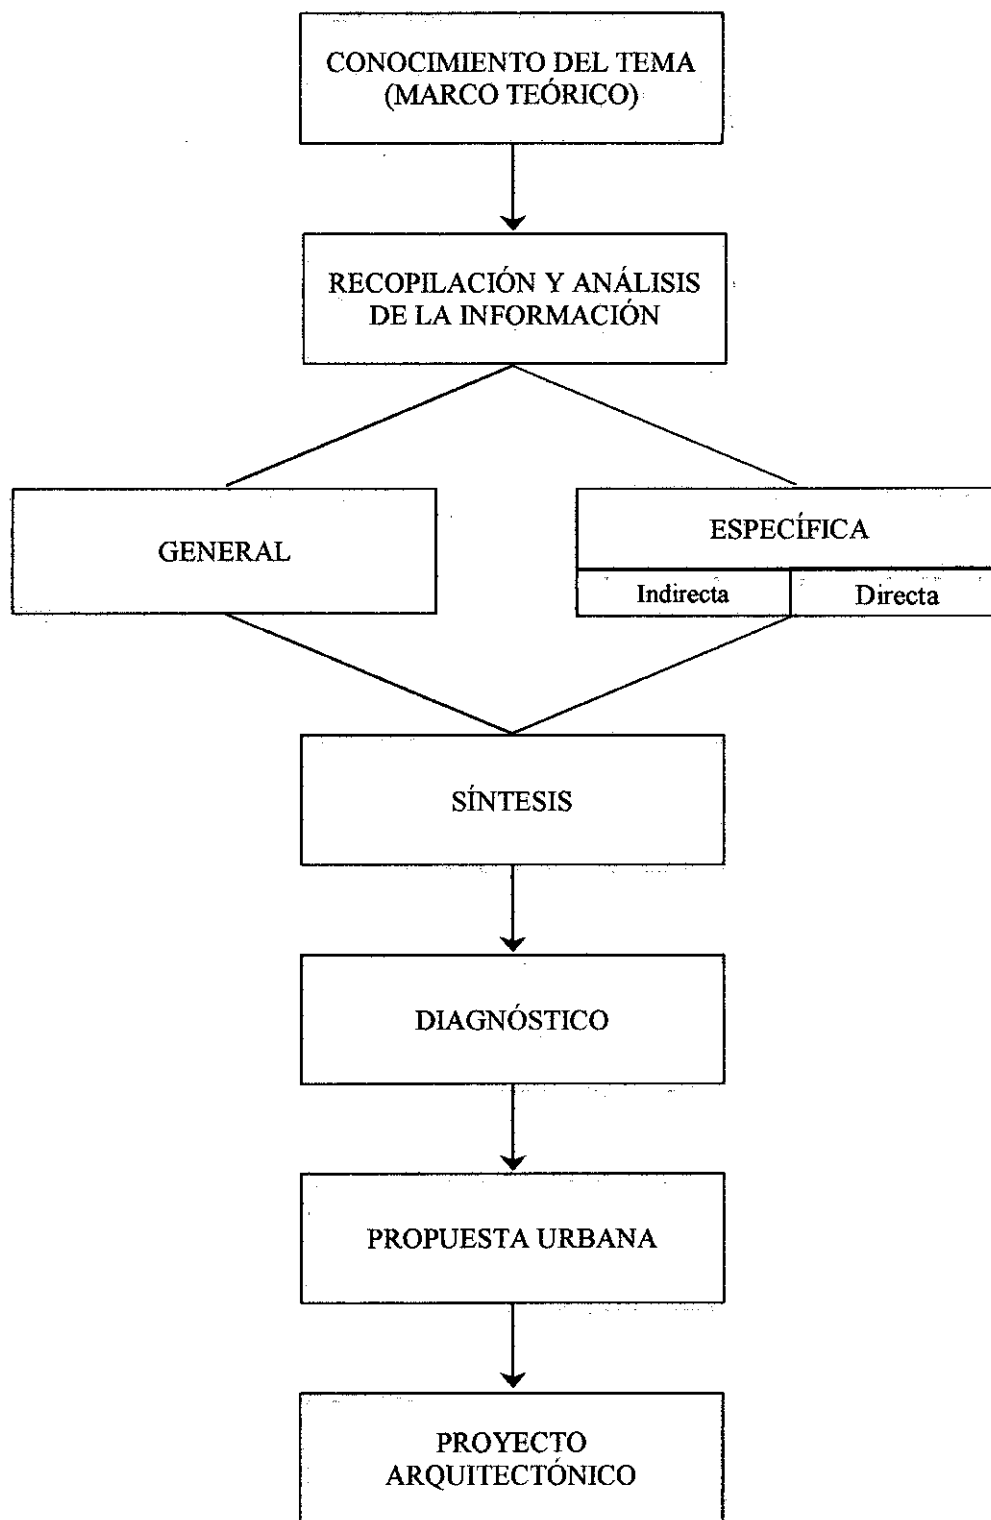 CONOCIMIENTO DEL TEMA
(MARCO TEÓRICO)
RECOPILACIÓN Y ANÁLISIS
DE LA INFORMACIÓN
GENERAL
ESPECÍFICA
Indirecta
Directa
SÍNTESIS
DIAGNÓSTICO
PROPUESTA URBANA
PROYECTO
ARQUITECTÓNICO